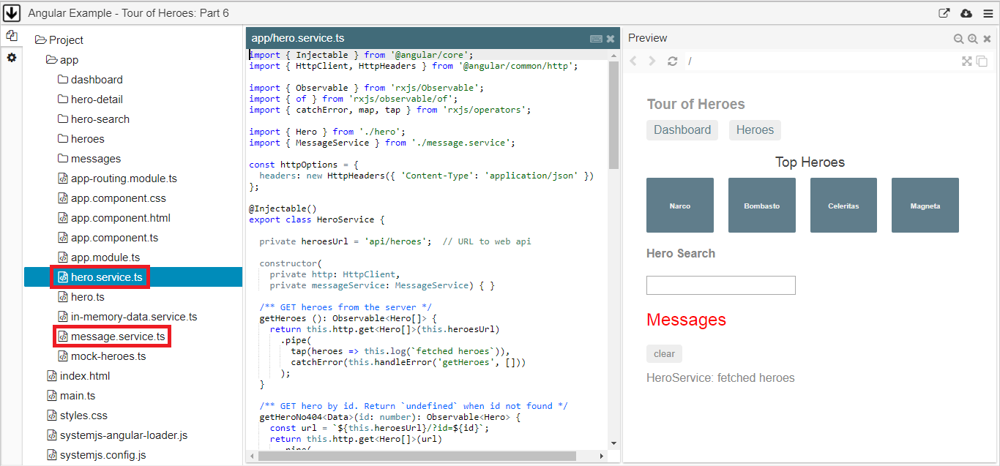 Angular Example - Tour of Heroes: Part 6
Project
app
dashboard
hero-detail
hero-search
heroes
messages
app-routing.module.ts
app.component.css
app.component.html
app.component.ts
app.module.ts
hero.service.ts
hero.ts
in-memory-data.service.ts
message.service.ts
mock-heroes.ts
index.html
main.ts
styles.css
systemjs-angular-loader.js
systemjs.config.js
app/hero.service.ts
import { Injectable } from '@angular/core';
import { HttpClient, HttpHeaders } from '@angular/common/http';
import { Observable } from 'rxjs/Observable';
import { of } from 'rxjs/observable/of';
import { catchError, map, tap } from 'rxjs/operators';
import { Hero } from './hero';
import { MessageService } from './message.service';
const httpOptions = {
headers: new HttpHeaders({ 'Content-Type': 'application/json' })
};
@Injectable()
export class HeroService {
private heroesUrl = 'api/heroes';  // URL to web api
constructor(
private http: HttpClient,
private messageService: MessageService) { }
/** GET heroes from the server */
getHeroes (): Observable<Hero[]> {
return this.http.get<Hero[]>(this.heroesUrl)
.pipe(
tap(heroes => this.log(`fetched heroes`)),
catchError(this.handleError('getHeroes', []))
);
}
/** GET hero by id. Return `undefined` when id not found */
getHeroNo404<Data>(id: number): Observable<Hero> {
const url = `${this.heroesUrl}/?id=${id}`;
return this.http.get<Hero[]>(url)
.pipe(
Preview
/
Tour of Heroes
Dashboard Heroes
Top Heroes
Narco Bombasto Celeritas Magneta
Hero Search
Messages
clear
HeroService: fetched heroes